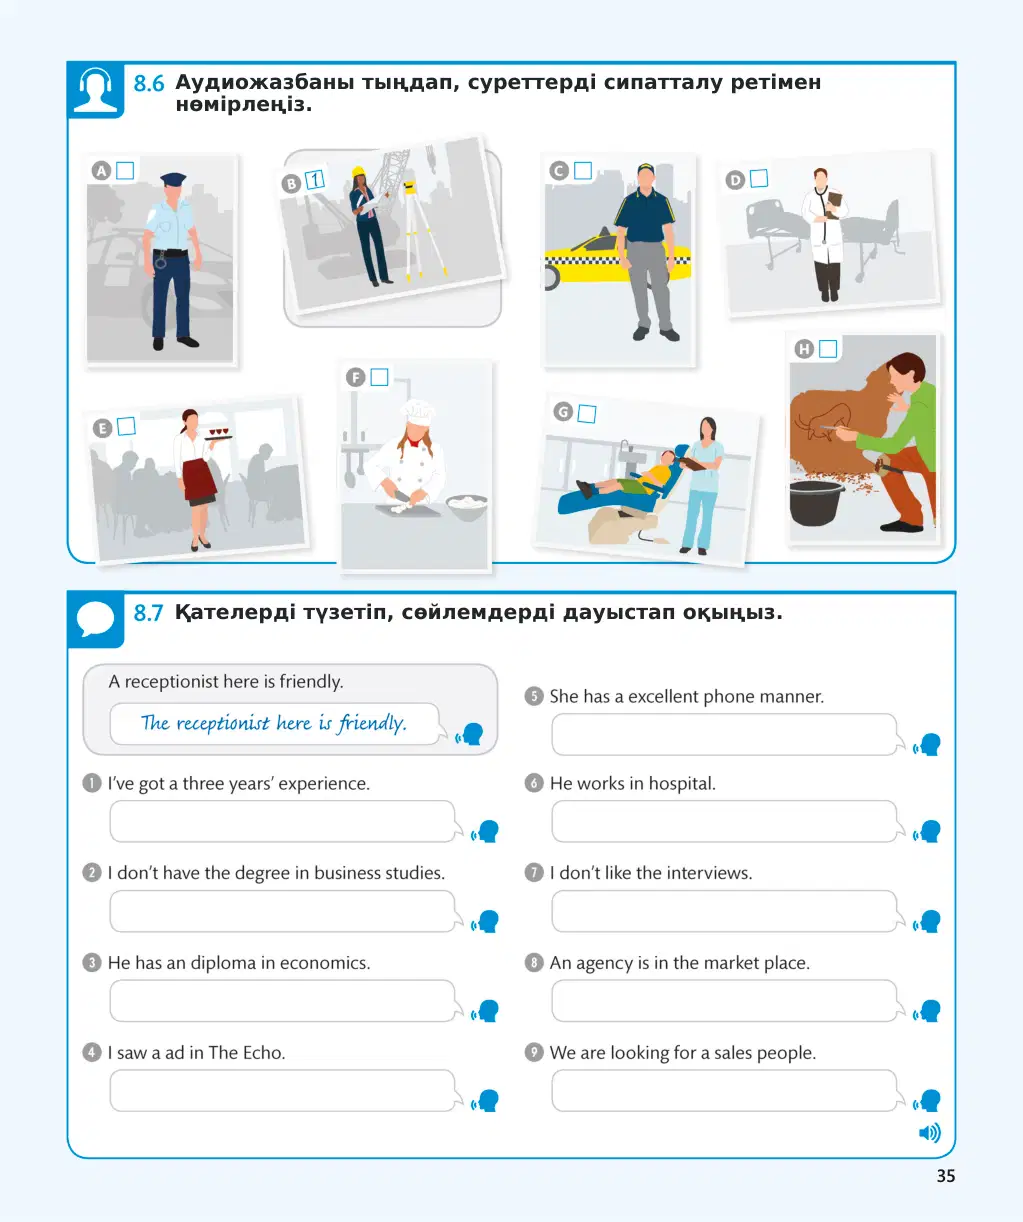 8.6 Аудиожазбаны тыңдап, суреттерді сипатталу ретімен
нөмірлеңіз.
A
B 1
C
D
E
F
G
H
8.7 Қателерді түзетіп, сөйлемдерді дауыстап оқыңыз.
A receptionist here is friendly.
The receptionist here is friendly.
1 I’ve got a three years’ experience.
2 I don’t have the degree in business studies.
3 He has an diploma in economics.
4 I saw a ad in The Echo.
5 She has a excellent phone manner.
6 He works in hospital.
7 I don’t like the interviews.
8 An agency is in the market place.
9 We are looking for a sales people.
35